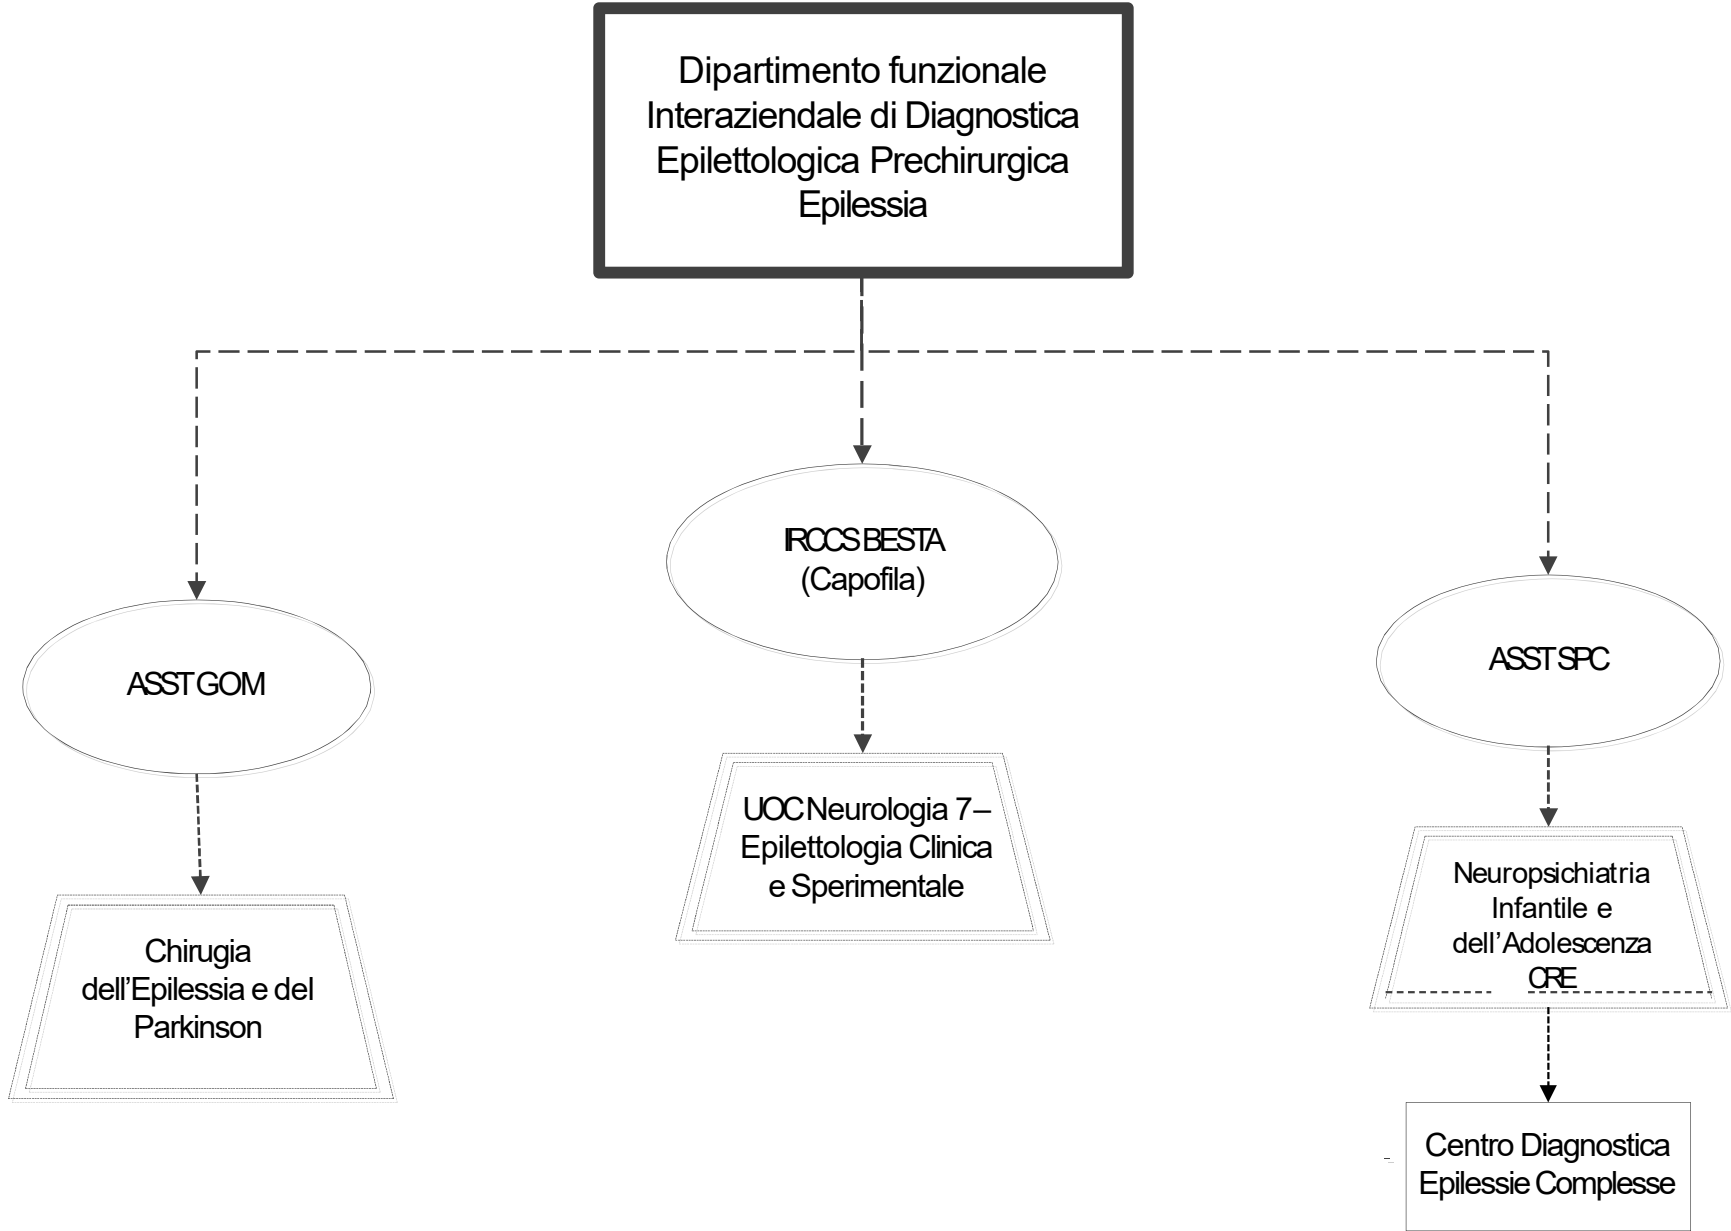 Dipartimento funzionale
Interaziendale di Diagnostica
Epilettologica Prechirurgica
Epilessia
IRCCS BESTA
(Capofila)
ASST GOM
ASST SPC
UOC Neurologia 7 –
Epilettologia Clinica
e Sperimentale
Chirugia
dell’Epilessia e del
Parkinson
Neuropsichiatria
Infantile e
dell’Adolescenza
CRE
Centro Diagnostica
Epilessie Complesse